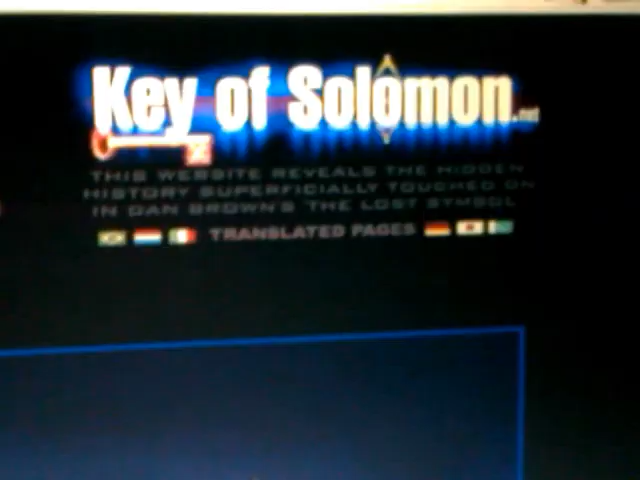 Key of Solomon.net
THIS WEBSITE REVEALS THE HIDDEN
HISTORY SUPERFICIALLY TOUCHED ON
IN DAN BROWN'S THE LOST SYMBOL
TRANSLATED PAGES